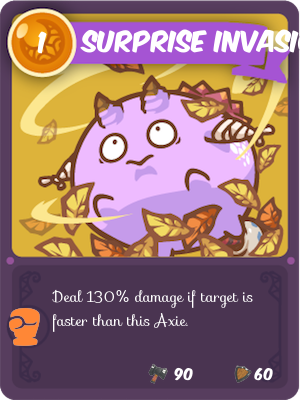 1
SURPRISE INVASI
Deal 130% damage if target is
faster than this Axie.
90 60